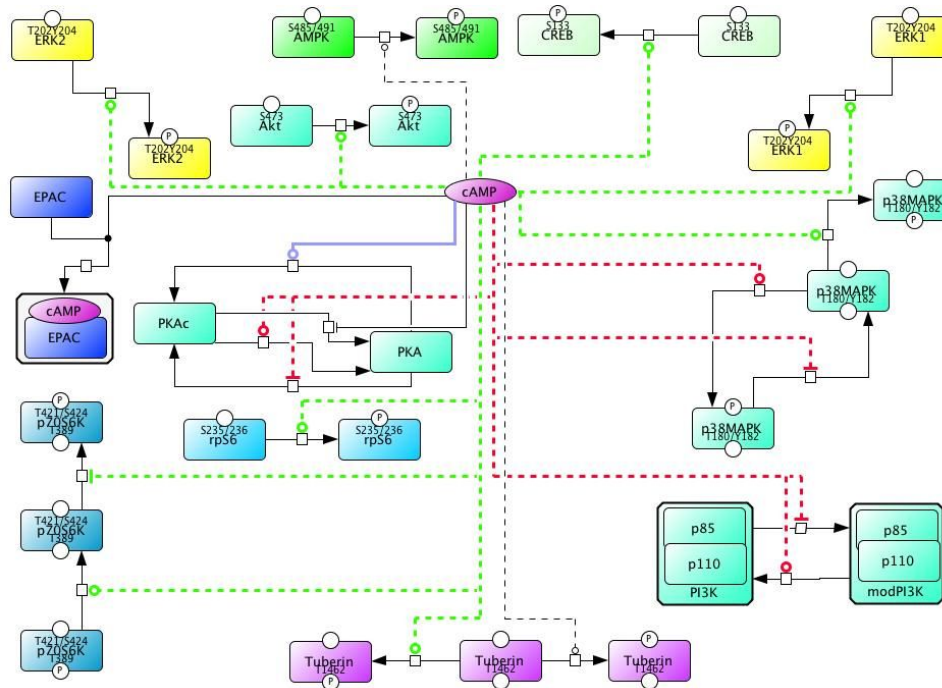 T202Y204
ERK2
S485/491
AMPK
P
S485/491
AMPK
P
S133
CREB
S133
CREB
T202Y204
ERK1
S473
Akt
P
S473
Akt
P
T202Y204
ERK2
P
T202Y204
ERK1
EPAC
cAMP
p38MAPK
T180/Y182
P
cAMP
EPAC
PKAc
PKA
p38MAPK
T180/Y182
P
T421/S424
p70S6K
T389
S235/236
rpS6
P
S235/236
rpS6
P
p38MAPK
T180/Y182
T421/S424
p70S6K
T389
p85
p110
PI3K
p85
p110
modPI3K
T421/S424
p70S6K
T389
P
Tuberin
T1462
P
Tuberin
T1462
P
Tuberin
T1462